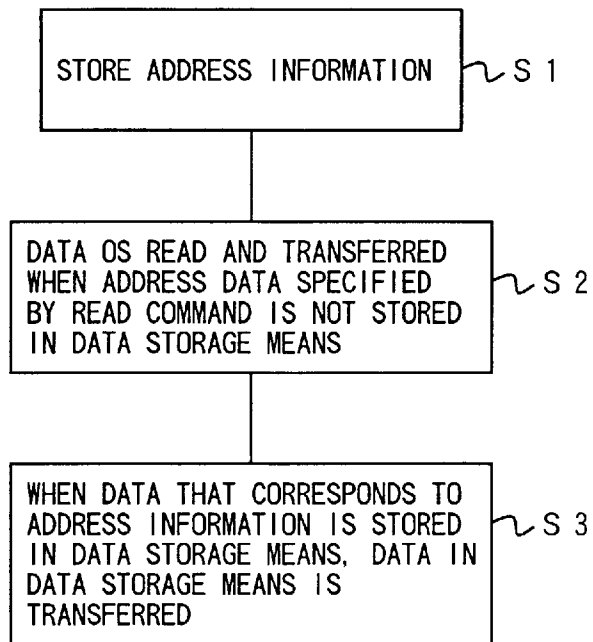 STORE ADDRESS INFORMATION
S 1
DATA OS READ AND TRANSFERRED
WHEN ADDRESS DATA SPECIFIED
BY READ COMMAND IS NOT STORED
IN DATA STORAGE MEANS
S 2
WHEN DATA THAT CORRESPONDS TO
ADDRESS INFORMATION IS STORED
IN DATA STORAGE MEANS, DATA IN
DATA STORAGE MEANS IS
TRANSFERRED
S 3